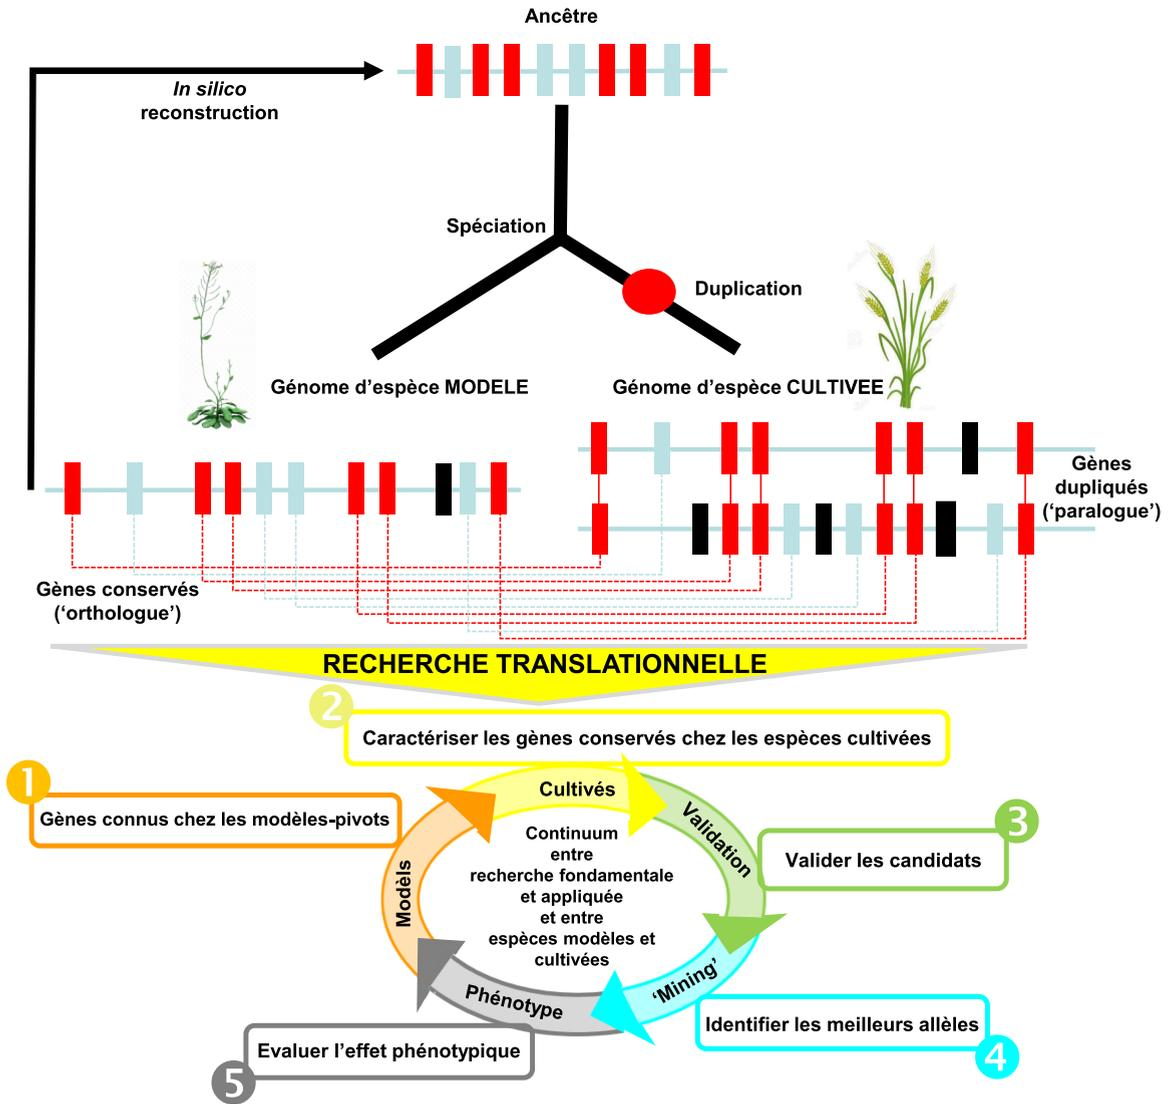 Ancêtre
In silico
reconstruction
Spéciation
Duplication
Génome d’espèce MODELE
Génome d’espèce CULTIVEE
Gènes
dupliqués
(‘paralogue’)
Gènes conservés
(‘orthologue’)
RECHERCHE TRANSLATIONNELLE
2
Caractériser les gènes conservés chez les espèces cultivées
1
Gènes connus chez les modèles-pivots
Cultivés
Validation
3
Valider les candidats
Continuum
entre
recherche fondamentale
et appliquée
et entre
espèces modèles et
cultivées
Modèls
‘Mining’
Phénotype
Identifier les meilleurs allèles
4
Evaluer l’effet phénotypique
5